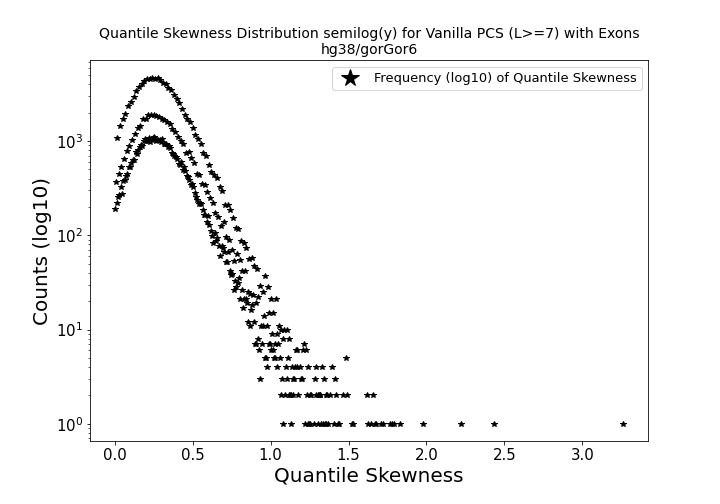 Quantile Skewness Distribution semilog(y) for Vanilla PCS (L>=7) with Exons
hg38/gorGor6
Frequency (log10) of Quantile Skewness
Counts (log10)
10³
10²
10¹
10⁰
0.0 0.5 1.0 1.5 2.0 2.5 3.0
Quantile Skewness